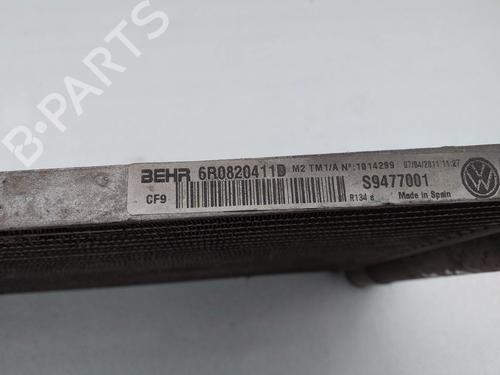 BEHR 6R0820411D M2 TM1/A Nº:1014299 07/04/2011 11:27
CF9 R134 a S9477001 Made in Spain
B-PARTS